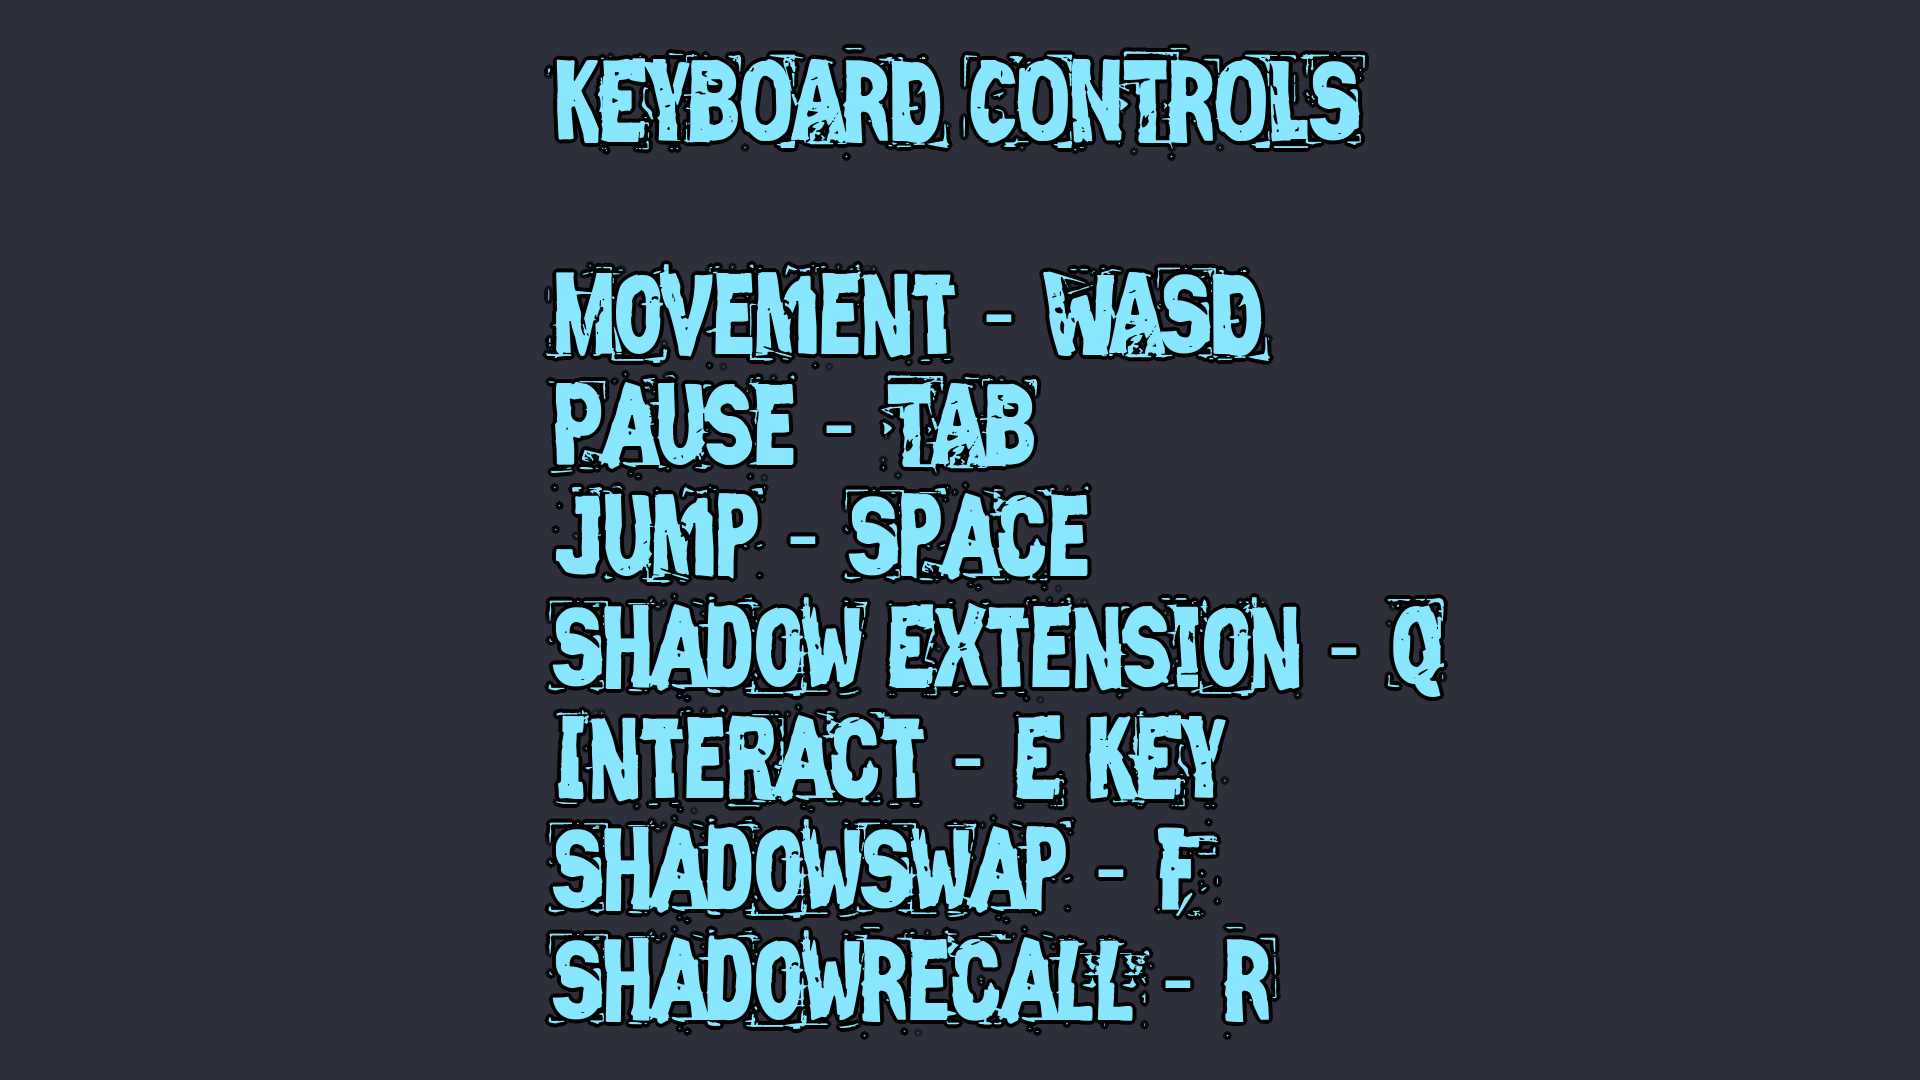 KEYBOARD CONTROLS
MOVEMENT - WASD
PAUSE - TAB
JUMP - SPACE
SHADOW EXTENSION - Q
INTERACT - E KEY
SHADOWSWAP - F
SHADOWRECALL - R